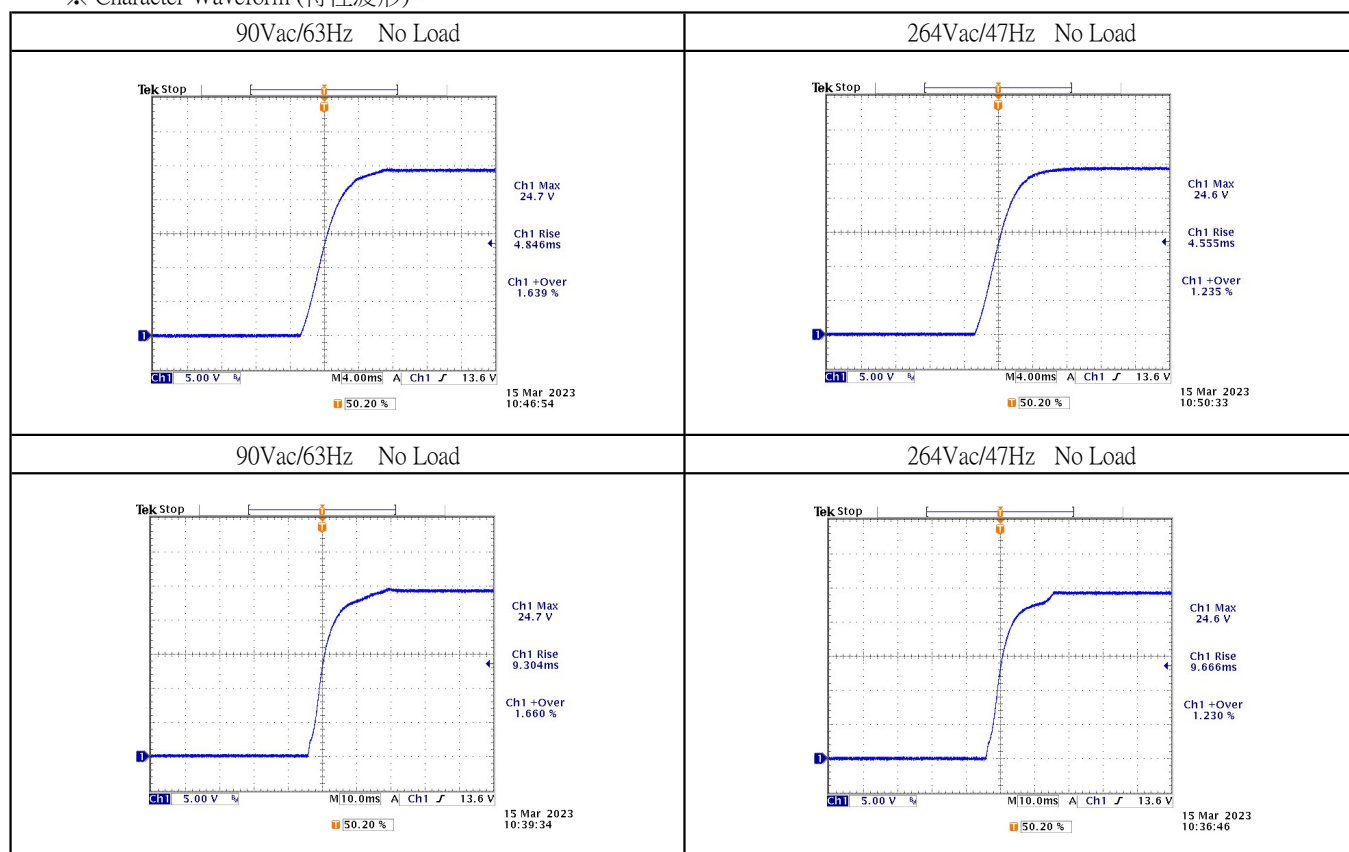 ※ Character Waveform (特性波形)
90Vac/63Hz No Load
264Vac/47Hz No Load
Tek Stop
T
T
Ch1 Max
24.7 V
Ch1 Rise
4.846ms
Ch1 +Over
1.639 %
1
Ch1 5.00 V M 4.00ms A Ch1 13.6 V
15 Mar 2023
10:46:54
T 50.20 %
Tek Stop
T
T
Ch1 Max
24.6 V
Ch1 Rise
4.555ms
Ch1 +Over
1.235 %
1
Ch1 5.00 V M 4.00ms A Ch1 13.6 V
15 Mar 2023
10:50:33
T 50.20 %
90Vac/63Hz No Load
264Vac/47Hz No Load
Tek Stop
T
T
Ch1 Max
24.7 V
Ch1 Rise
9.304ms
Ch1 +Over
1.660 %
1
Ch1 5.00 V M 10.0ms A Ch1 13.6 V
15 Mar 2023
10:39:34
T 50.20 %
Tek Stop
T
T
Ch1 Max
24.6 V
Ch1 Rise
9.666ms
Ch1 +Over
1.230 %
1
Ch1 5.00 V M 10.0ms A Ch1 13.6 V
15 Mar 2023
10:36:46
T 50.20 %